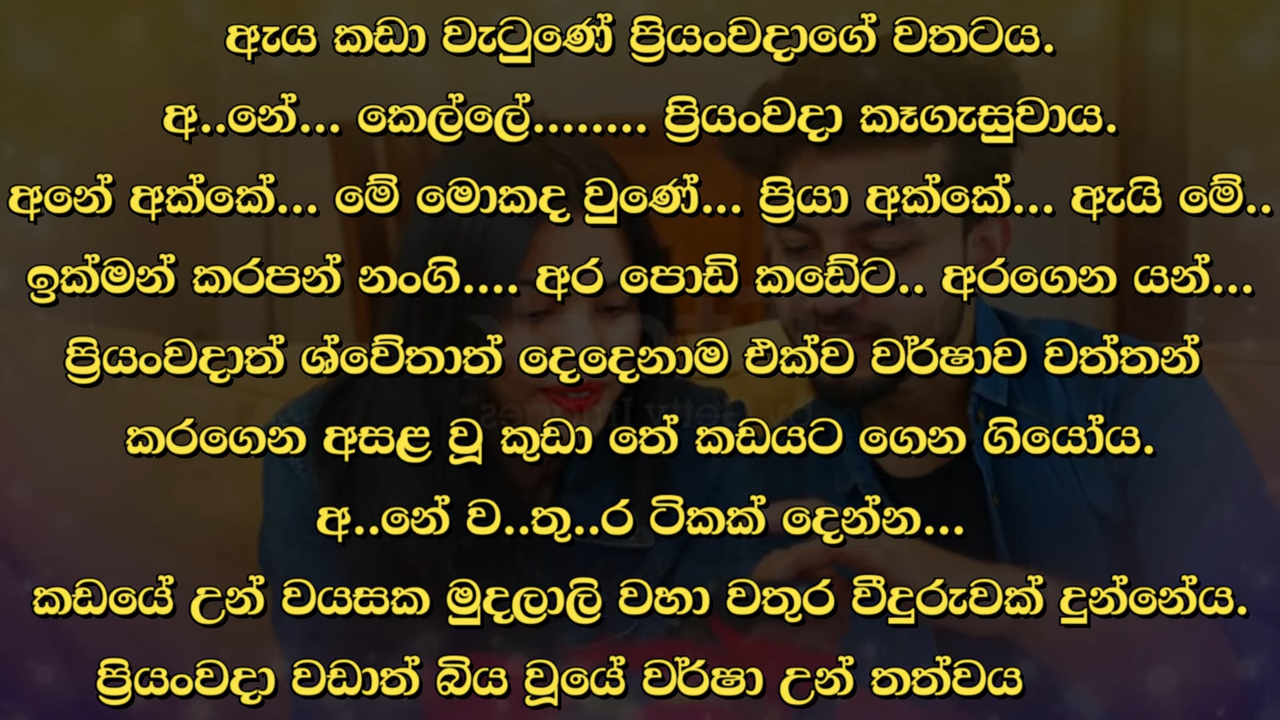 ඇය කඩා වැටුණේ ප්‍රියංවදාගේ වතටය.
අ..නේ... කෙල්ලේ........ ප්‍රියංවදා කෑගැසුවාය.
අනේ අක්කේ... මේ මොකද වුණේ... ප්‍රියා අක්කේ... ඇයි මේ..
ඉක්මන් කරපන් නංගි.... අර පොඩි කඩේට.. අරගෙන යන්...
ප්‍රියංවදාත් ශ්වේතාත් දෙදෙනාම එක්ව වර්ෂාව වත්තන්
කරගෙන අසළ වූ කුඩා තේ කඩයට ගෙන ගියෝය.
අ..නේ ව..තු..ර ටිකක් දෙන්න...
කඩයේ උන් වයසක මුදලාලි වහා වතුර වීදුරුවක් දුන්නේය.
ප්‍රියංවදා වඩාත් බිය වූයේ වර්ෂා උන් තත්වය